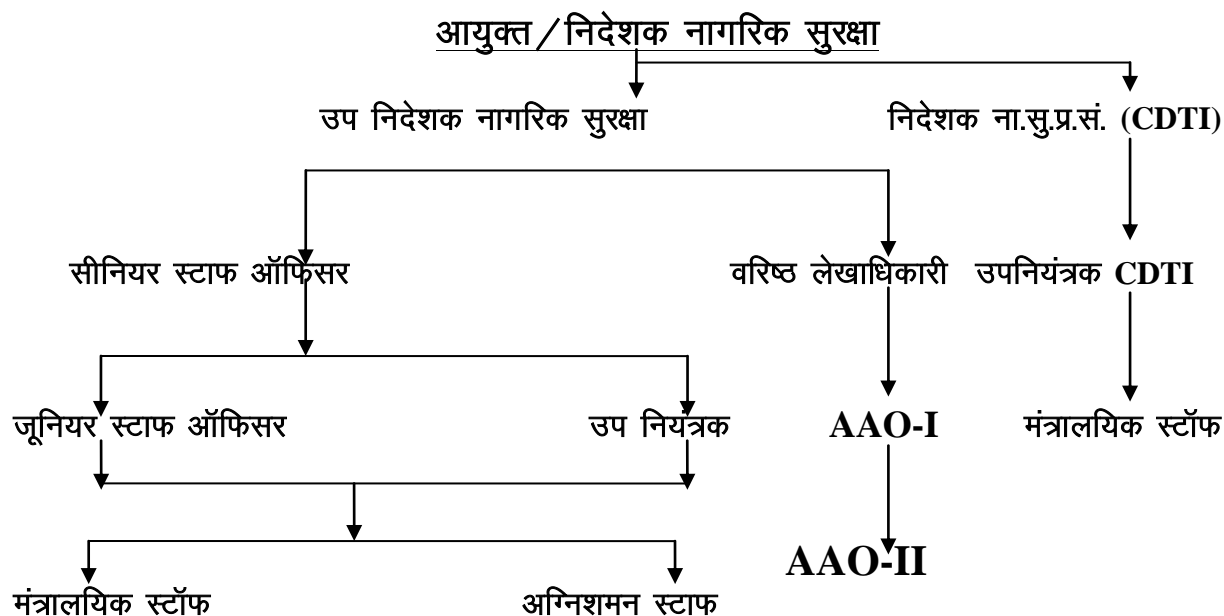 आयुक्त/निदेशक नागरिक सुरक्षा
उप निदेशक नागरिक सुरक्षा निदेशक ना.सु.प्र.सं. (CDTI)
सीनियर स्टाफ ऑफिसर वरिष्ठ लेखाधिकारी उपनियंत्रक CDTI
जूनियर स्टाफ ऑफिसर उप नियंत्रक AAO-I मंत्रालयिक स्टॉफ
AAO-II
मंत्रालयिक स्टॉफ अग्निशमन स्टाफ